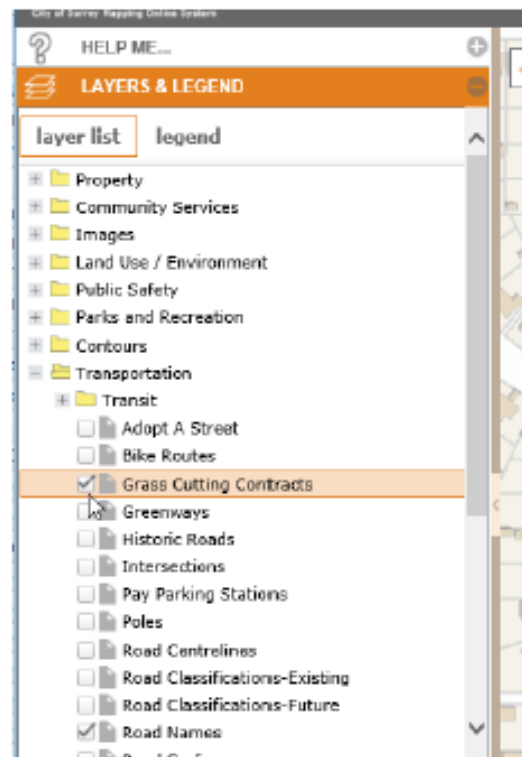 City of Surrey Mapping Online System
HELP ME...
LAYERS & LEGEND
layer list legend
Property
Community Services
Images
Land Use / Environment
Public Safety
Parks and Recreation
Contours
Transportation
Transit
Adopt A Street
Bike Routes
Grass Cutting Contracts
Greenways
Historic Roads
Intersections
Pay Parking Stations
Poles
Road Centrelines
Road Classifications-Existing
Road Classifications-Future
Road Names
Road